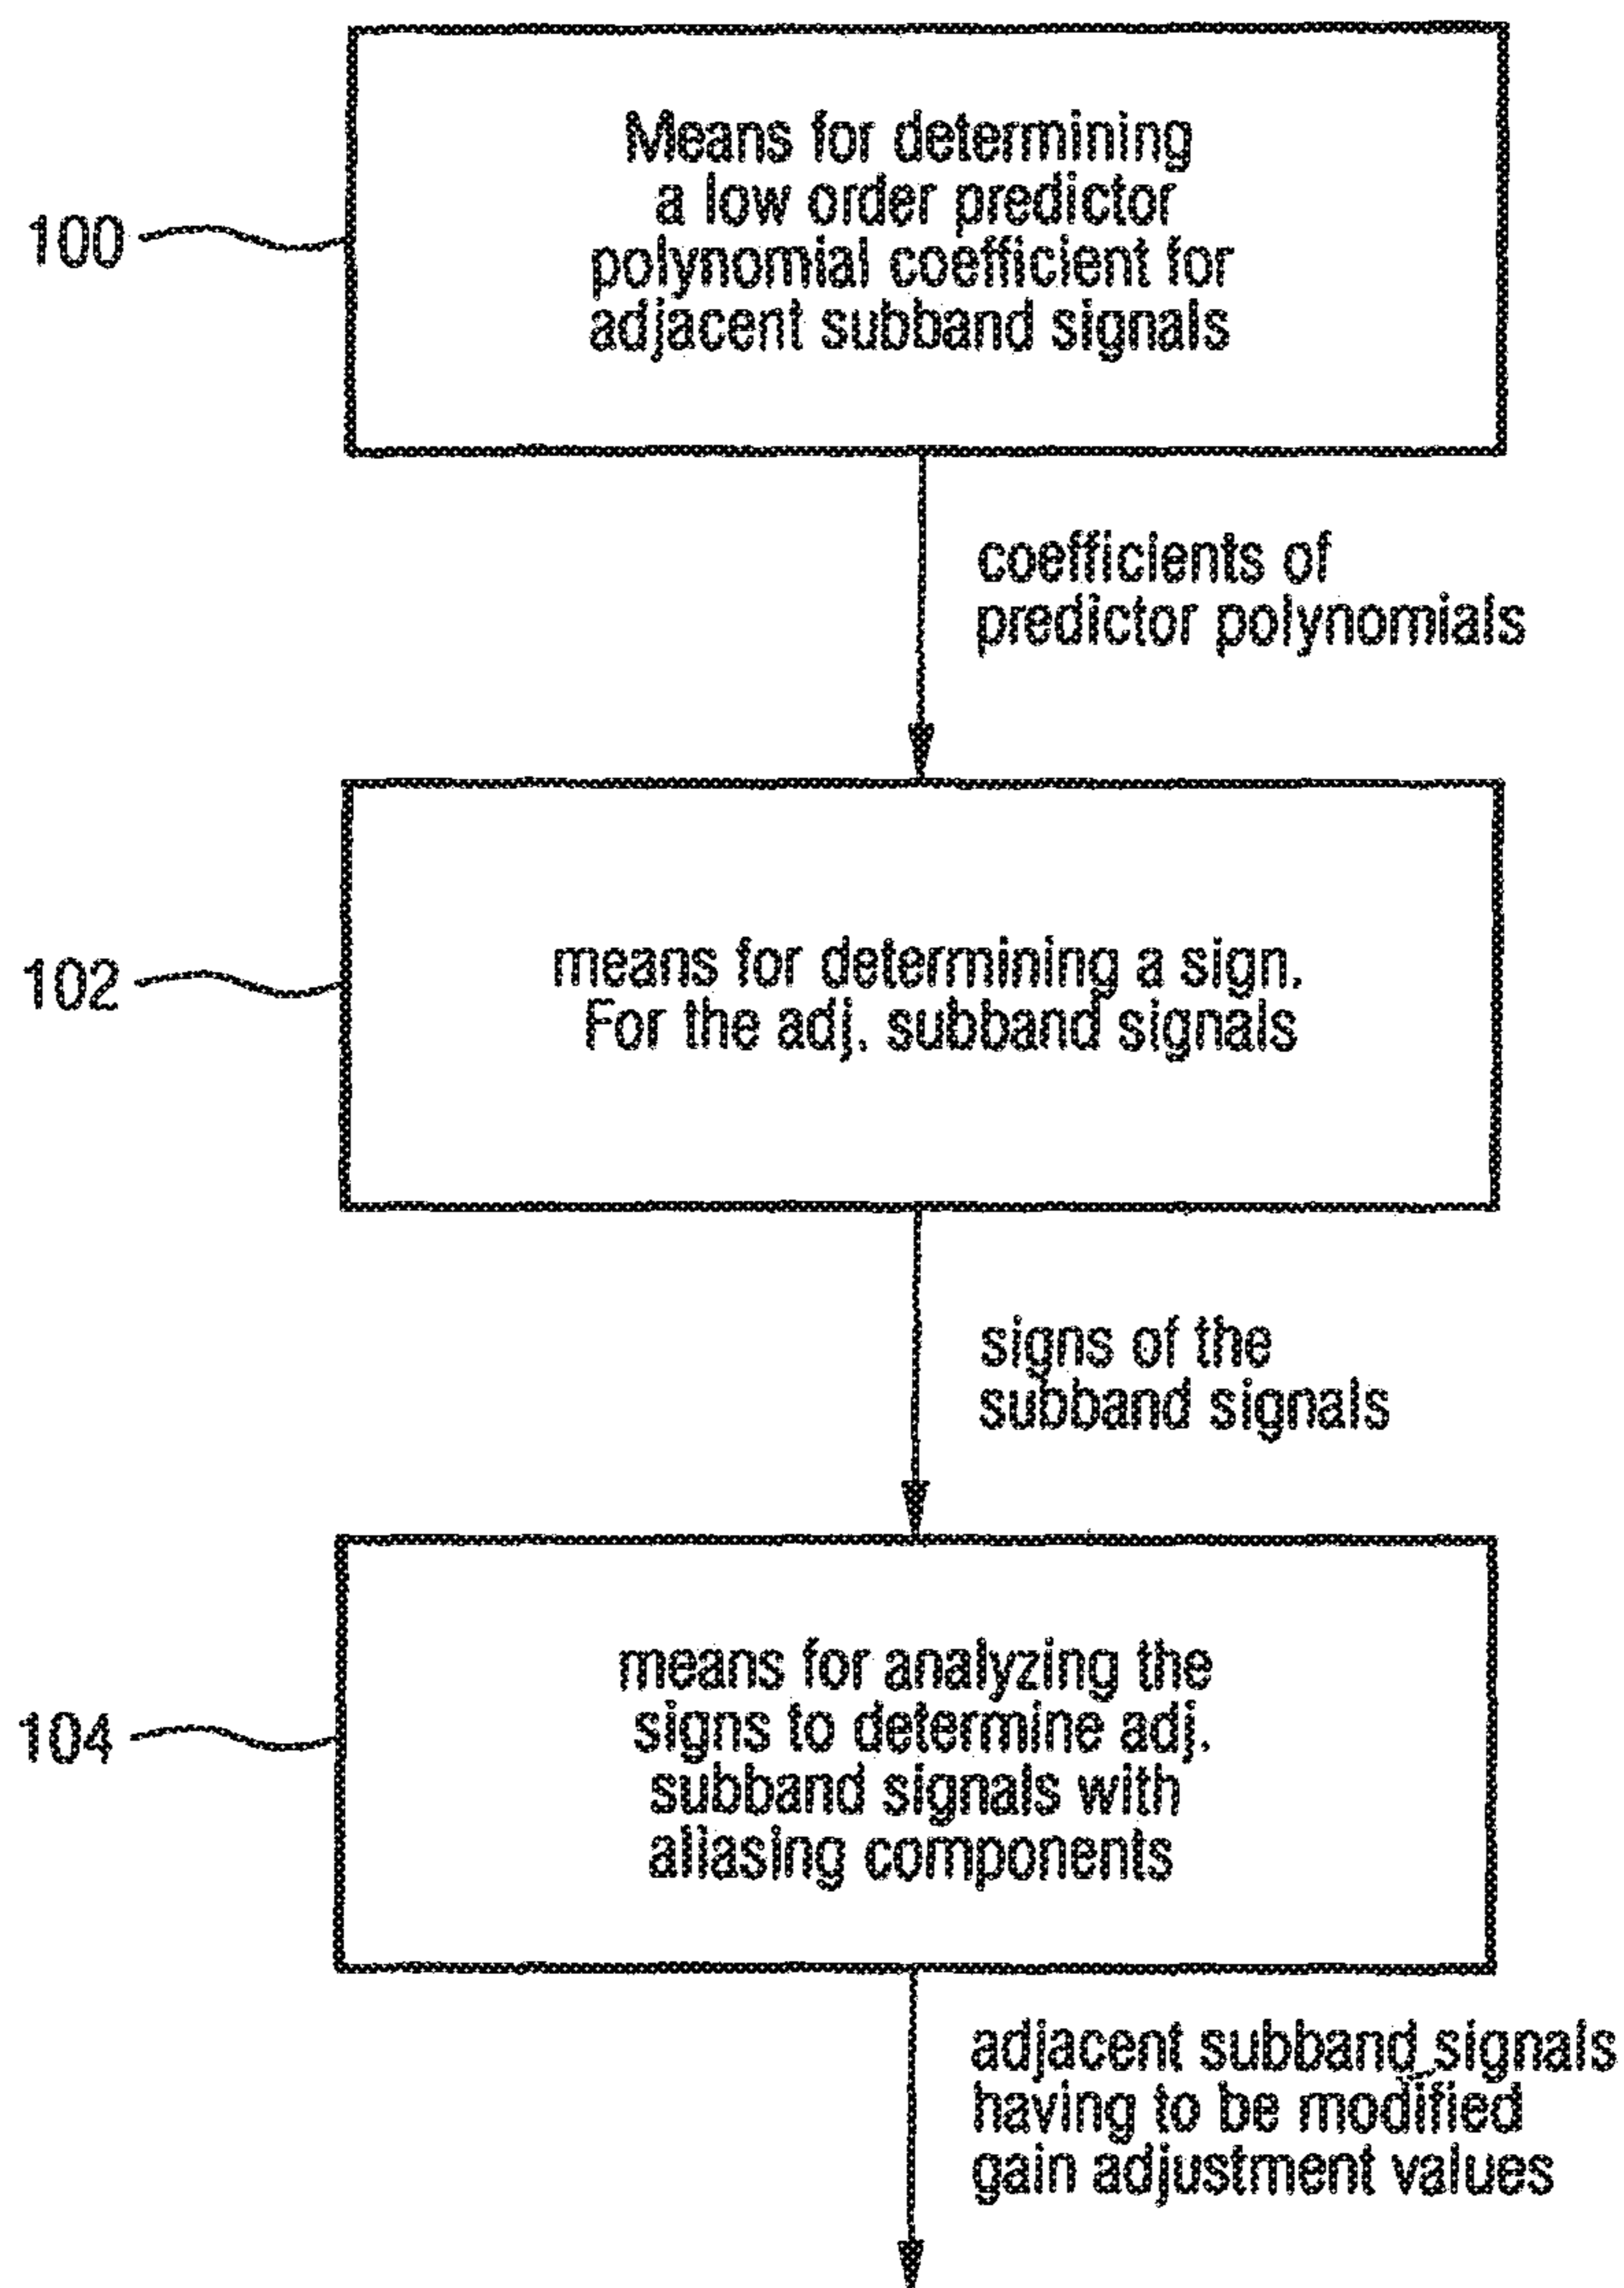 Means for determining
a low order predictor
polynomial coefficient for
adjacent subband signals
100
coefficients of
predictor polynomials
means for determining a sign.
For the adj. subband signals
102
signs of the
subband signals
means for analyzing the
signs to determine adj.
subband signals with
aliasing components
104
adjacent subband signals
having to be modified
gain adjustment values